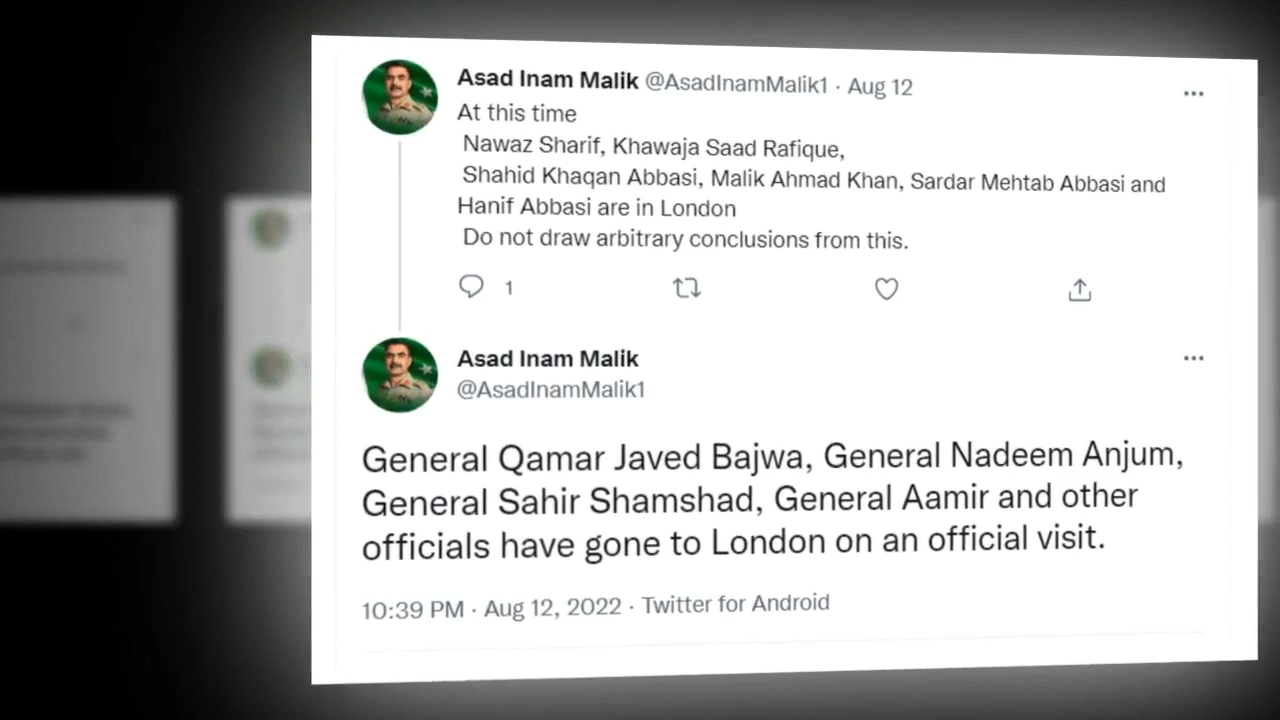 Asad Inam Malik @AsadInamMalik1 · Aug 12
At this time
Nawaz Sharif, Khawaja Saad Rafique,
Shahid Khaqan Abbasi, Malik Ahmad Khan, Sardar Mehtab Abbasi and
Hanif Abbasi are in London
Do not draw arbitrary conclusions from this.
1
Asad Inam Malik
@AsadInamMalik1
General Qamar Javed Bajwa, General Nadeem Anjum,
General Sahir Shamshad, General Aamir and other
officials have gone to London on an official visit.
10:39 PM · Aug 12, 2022 · Twitter for Android